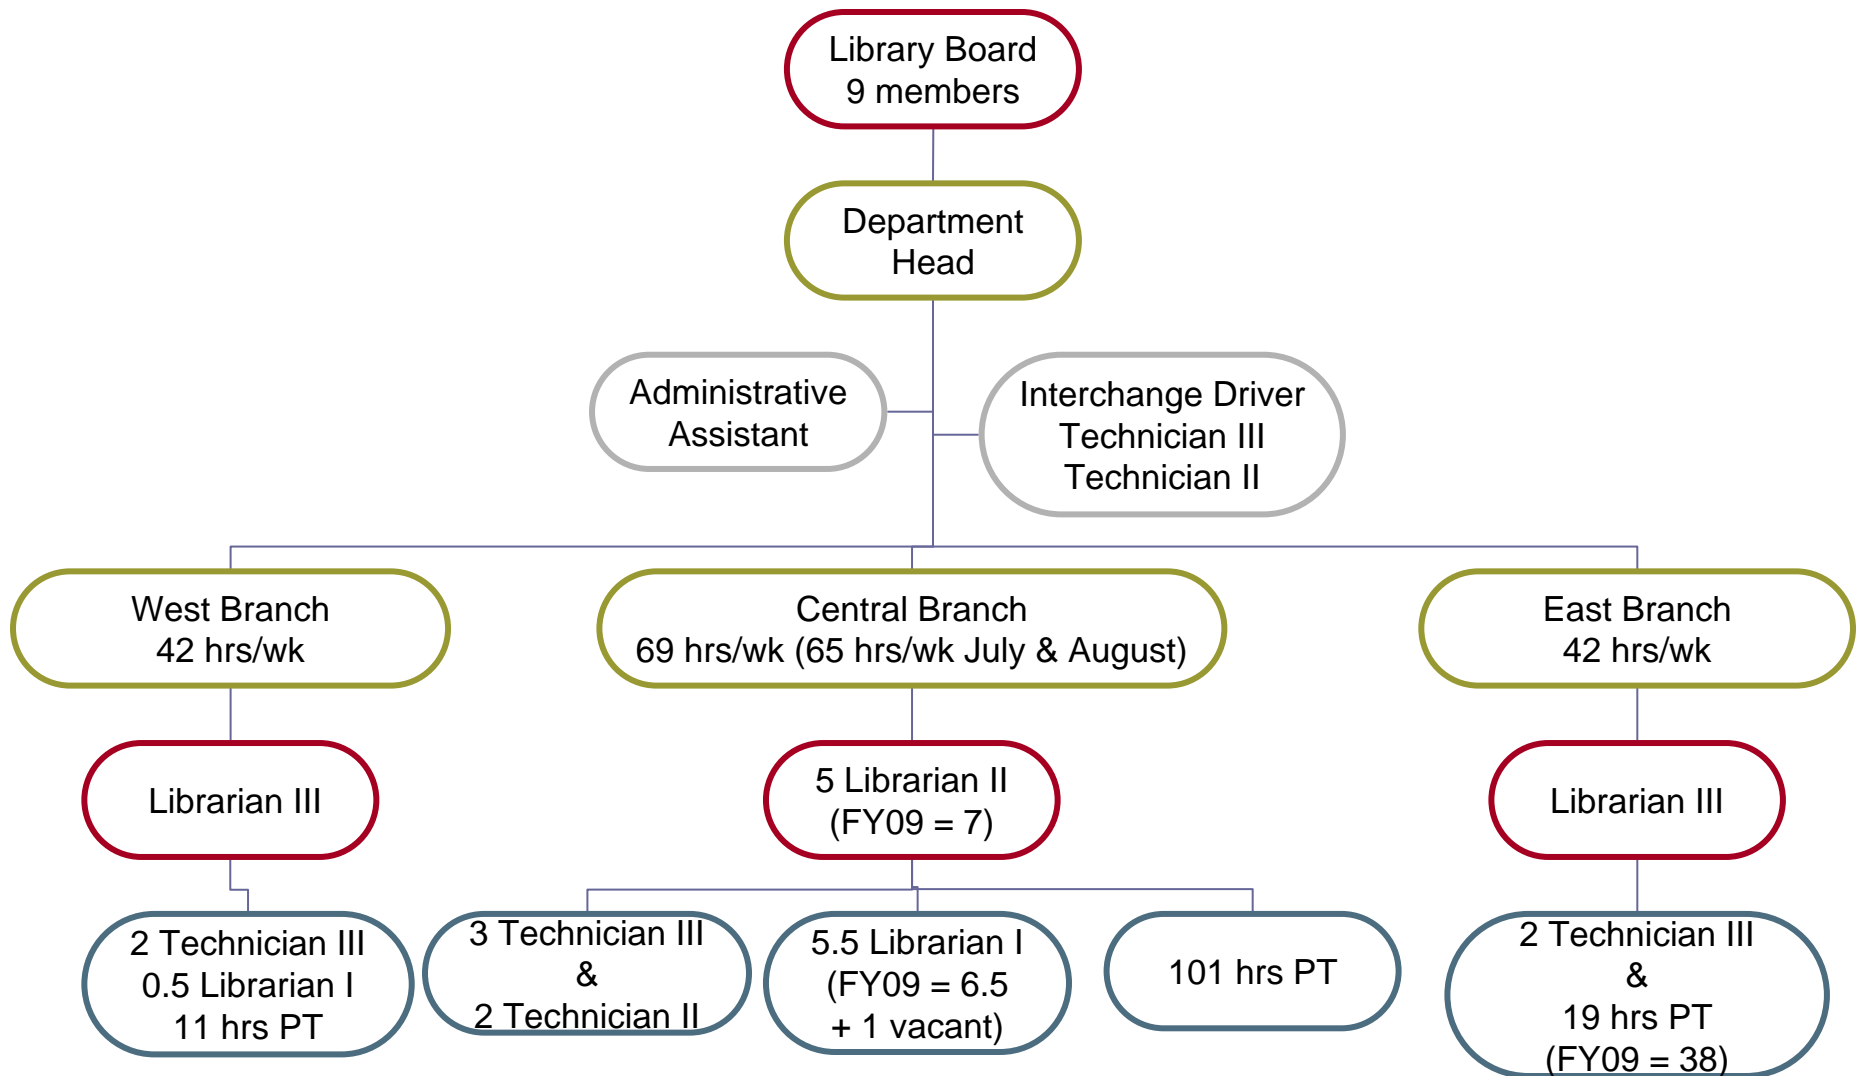 Library Board
9 members
Department
Head
Administrative
Assistant
Interchange Driver
Technician III
Technician II
West Branch
42 hrs/wk
Central Branch
69 hrs/wk (65 hrs/wk July & August)
East Branch
42 hrs/wk
Librarian III
5 Librarian II
(FY09 = 7)
Librarian III
2 Technician III
0.5 Librarian I
11 hrs PT
3 Technician III
&
2 Technician II
5.5 Librarian I
(FY09 = 6.5
+ 1 vacant)
101 hrs PT
2 Technician III
&
19 hrs PT
(FY09 = 38)